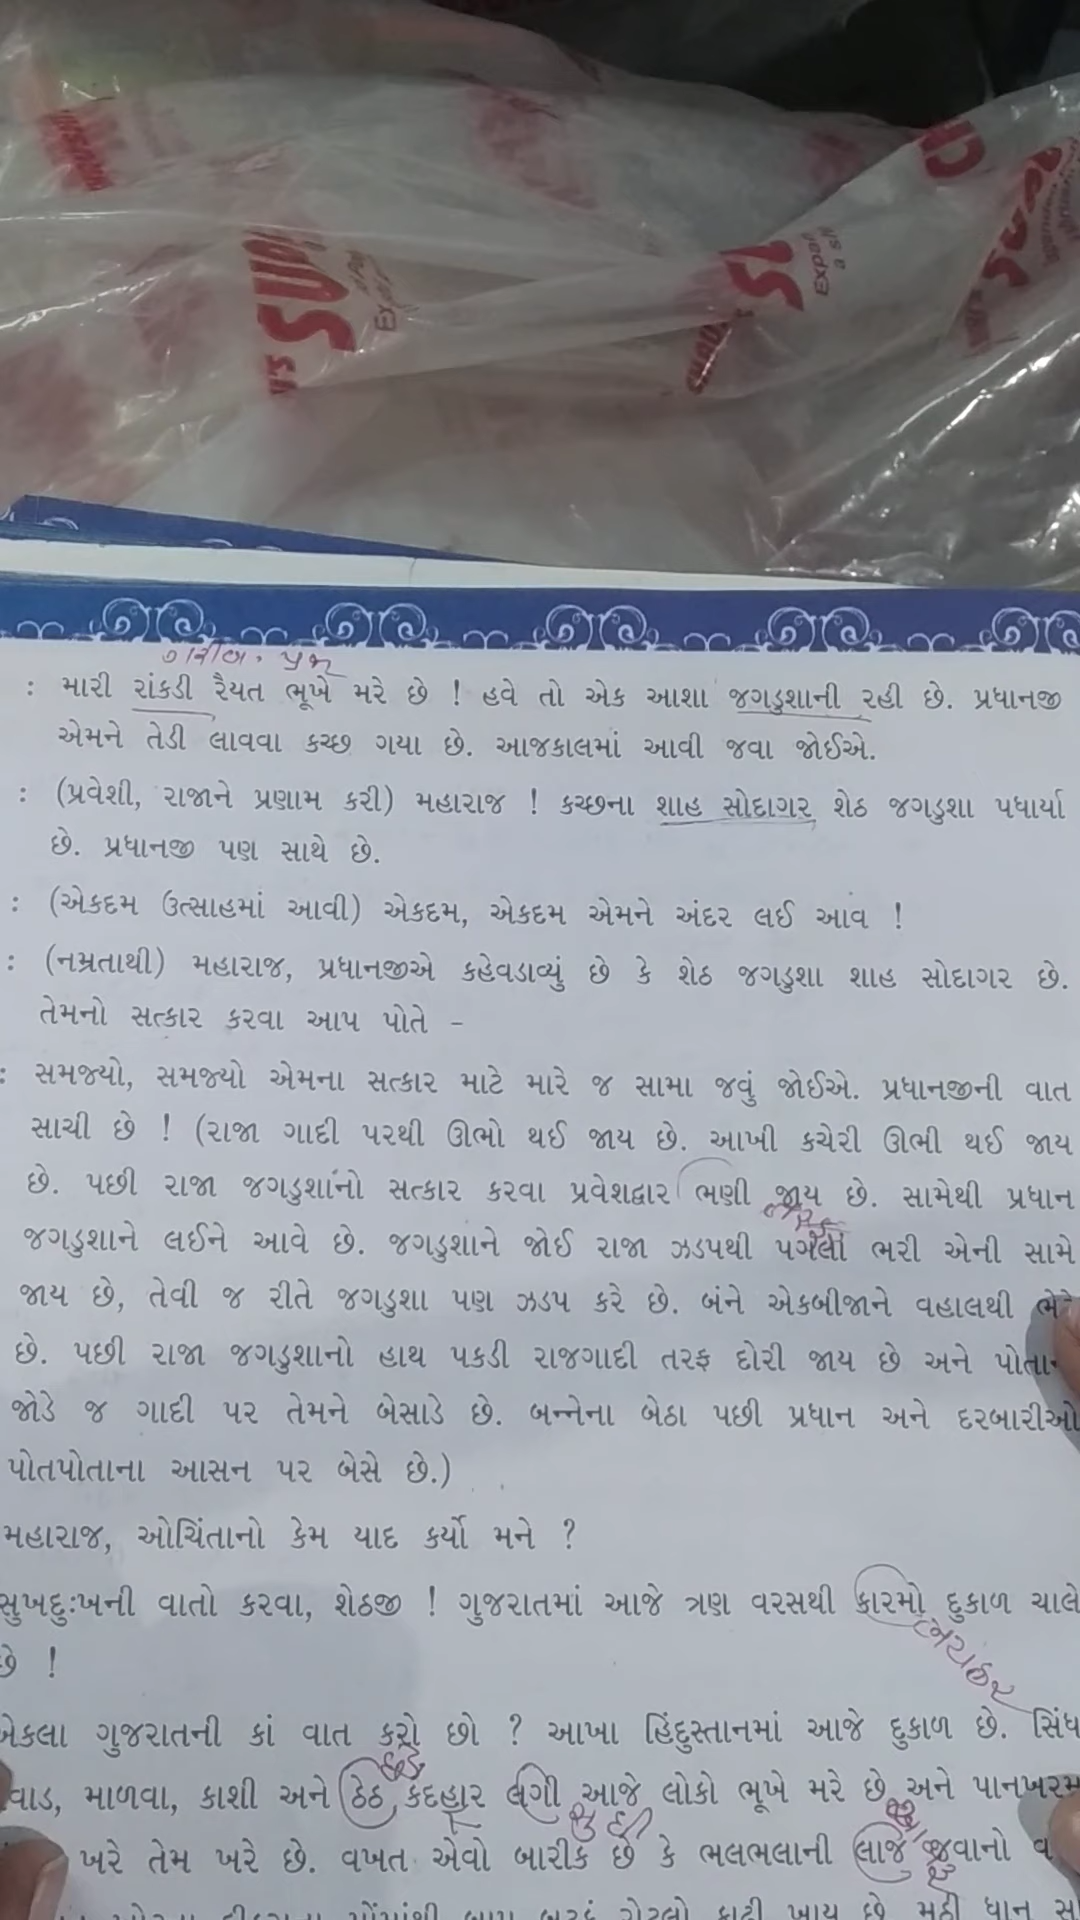 ગરીબ. પ્રજા
: મારી રાંકડી રૈયત ભૂખે મરે છે ! હવે તો એક આશા જગડુશાની રહી છે. પ્રધાનજી
એમને તેડી લાવવા કચ્છ ગયા છે. આજકાલમાં આવી જવા જોઈએ.
: (પ્રવેશી, રાજાને પ્રણામ કરી) મહારાજ ! કચ્છના શાહ સોદાગર શેઠ જગડુશા પધાર્યા
છે. પ્રધાનજી પણ સાથે છે.
: (એકદમ ઉત્સાહમાં આવી) એકદમ, એકદમ એમને અંદર લઈ આવ !
: (નમ્રતાથી) મહારાજ, પ્રધાનજીએ કહેવડાવ્યું છે કે શેઠ જગડુશા શાહ સોદાગર છે.
તેમનો સત્કાર કરવા આપ પોતે –
: સમજ્યો, સમજ્યો એમના સત્કાર માટે મારે જ સામા જવું જોઈએ. પ્રધાનજીની વાત
સાચી છે ! (રાજા ગાદી પરથી ઊભો થઈ જાય છે. આખી કચેરી ઊભી થઈ જાય
છે. પછી રાજા જગડુશાંનો સત્કાર કરવા પ્રવેશદ્વાર ભણી જાય છે. સામેથી પ્રધાન
તરફ
જગડુશાને લઈને આવે છે. જગડુશાને જોઈ રાજા ઝડપથી પગલાં ભરી એની સામે
જાય છે, તેવી જ રીતે જગડુશા પણ ઝડપ કરે છે. બંને એકબીજાને વહાલથી
છે. પછી રાજા જગડુશાનો હાથ પકડી રાજગાદી તરફ દોરી જાય છે અને
જોડે જ ગાદી પર તેમને બેસાડે છે. બન્નેના બેઠા પછી પ્રધાન અને દરબારીઓ
પોતપોતાના આસન પર બેસે છે.)
મહારાજ, ઓચિંતાનો કેમ યાદ કર્યો મને ?
સુખદુઃખની વાતો કરવા, શેઠજી ! ગુજરાતમાં આજે ત્રણ વરસથી કારમો દુકાળ ચાલે
ભયંકર
છે !
એકલા ગુજરાતની કાં વાત કરો છો ? આખા હિંદુસ્તાનમાં આજે દુકાળ છે. સિંધ
માળવા, કાશી અને ઠેઠ કંદહાર લગી આજે લોકો ભૂખે મરે છે અને
સુધી
ખરે તેમ ખરે છે. વખત એવો બારીક છે કે ભલભલાની લાજ જવાનો